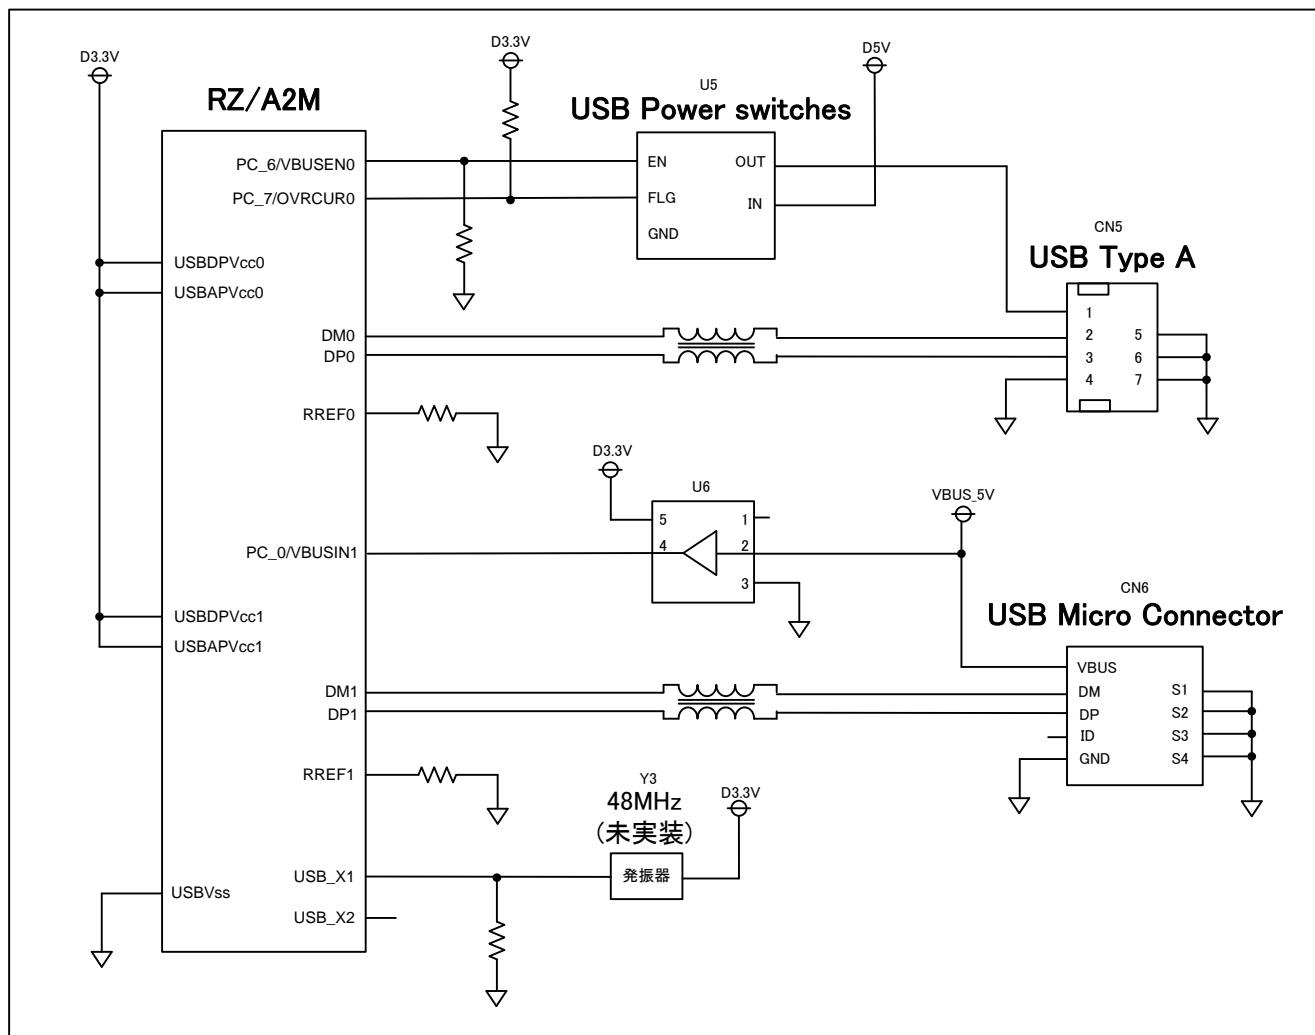 D3.3V
D3.3V
D5V
RZ/A2M
U5
USB Power switches
PC_6/VBUSEN0
EN
OUT
PC_7/OVRCUR0
FLG
IN
GND
CN5
USB Type A
USBDPVcc0
USBAPVcc0
1
DM0
2
5
DP0
3
6
4
7
RREF0
D3.3V
U6
VBUS_5V
5
1
PC_0/VBUSIN1
4
2
3
CN6
USB Micro Connector
USBDPVcc1
USBAPVcc1
VBUS
DM1
DM
S1
DP1
DP
S2
ID
S3
GND
S4
RREF1
Y3
48MHz
(未実装)
D3.3V
USB_X1
発振器
USBVss
USB_X2